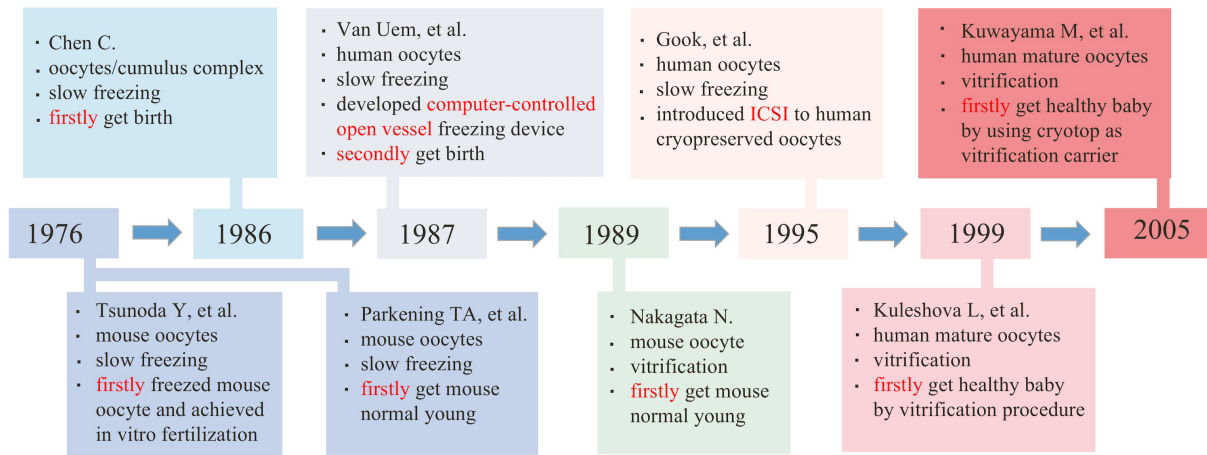 · Chen C.
· oocytes/cumulus complex
· slow freezing
· firstly get birth
· Van Uem, et al.
· human oocytes
· slow freezing
· developed computer-controlled
open vessel freezing device
· secondly get birth
· Gook, et al.
· human oocytes
· slow freezing
· introduced ICSI to human
cryopreserved oocytes
· Kuwayama M, et al.
· human mature oocytes
· vitrification
· firstly get healthy baby
by using cryotop as
vitrification carrier
1976
1986
1987
1989
1995
1999
2005
· Tsunoda Y, et al.
· mouse oocytes
· slow freezing
· firstly freezed mouse
oocyte and achieved
in vitro fertilization
· Parkening TA, et al.
· mouse oocytes
· slow freezing
· firstly get mouse
normal young
· Nakagata N.
· mouse oocyte
· vitrification
· firstly get mouse
normal young
· Kuleshova L, et al.
· human mature oocytes
· vitrification
· firstly get healthy baby
by vitrification procedure